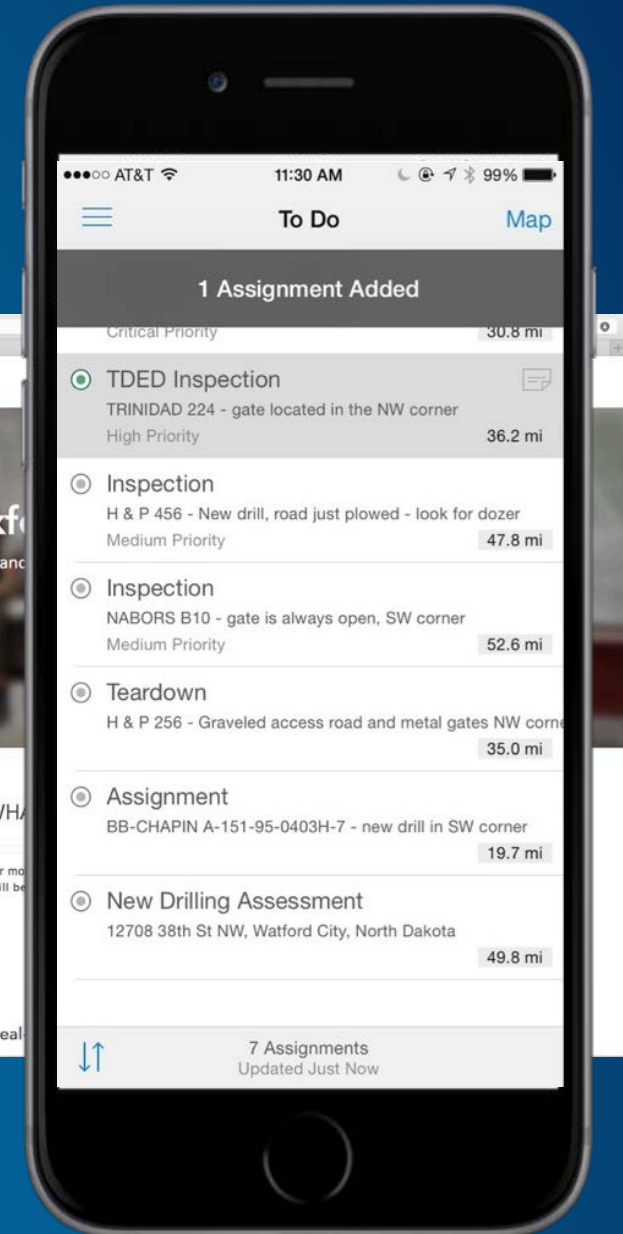 AT&T 11:30 AM 99%
To Do Map
1 Assignment Added
Critical Priority 30.8 mi
TDED Inspection
TRINIDAD 224 - gate located in the NW corner
High Priority 36.2 mi
Inspection
H & P 456 - New drill, road just plowed - look for dozer
Medium Priority 47.8 mi
Inspection
NABORS B10 - gate is always open, SW corner
Medium Priority 52.6 mi
Teardown
H & P 256 - Graveled access road and metal gates NW corne
35.0 mi
Assignment
BB-CHAPIN A-151-95-0403H-7 - new drill in SW corner
19.7 mi
New Drilling Assessment
12708 38th St NW, Watford City, North Dakota
49.8 mi
7 Assignments
Updated Just Now